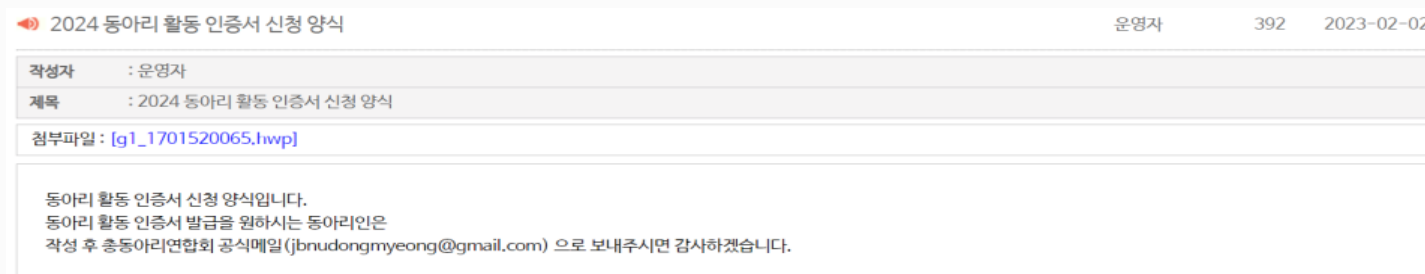 2024 동아리 활동 인증서 신청 양식 운영자 392 2023-02-02
작성자 : 운영자
제목 : 2024 동아리 활동 인증서 신청 양식
첨부파일 : [g1_1701520065.hwp]
동아리 활동 인증서 신청 양식입니다.
동아리 활동 인증서 발급을 원하시는 동아리인은
작성 후 총동아리연합회 공식메일(jbnudongmyeong@gmail.com) 으로 보내주시면 감사하겠습니다.